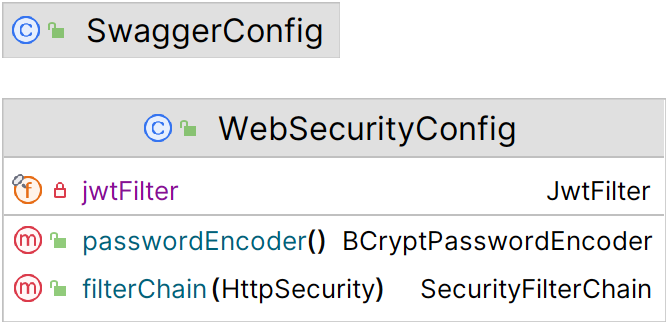 C SwaggerConfig
C WebSecurityConfig
f jwtFilter JwtFilter
m passwordEncoder() BCryptPasswordEncoder
m filterChain(HttpSecurity) SecurityFilterChain